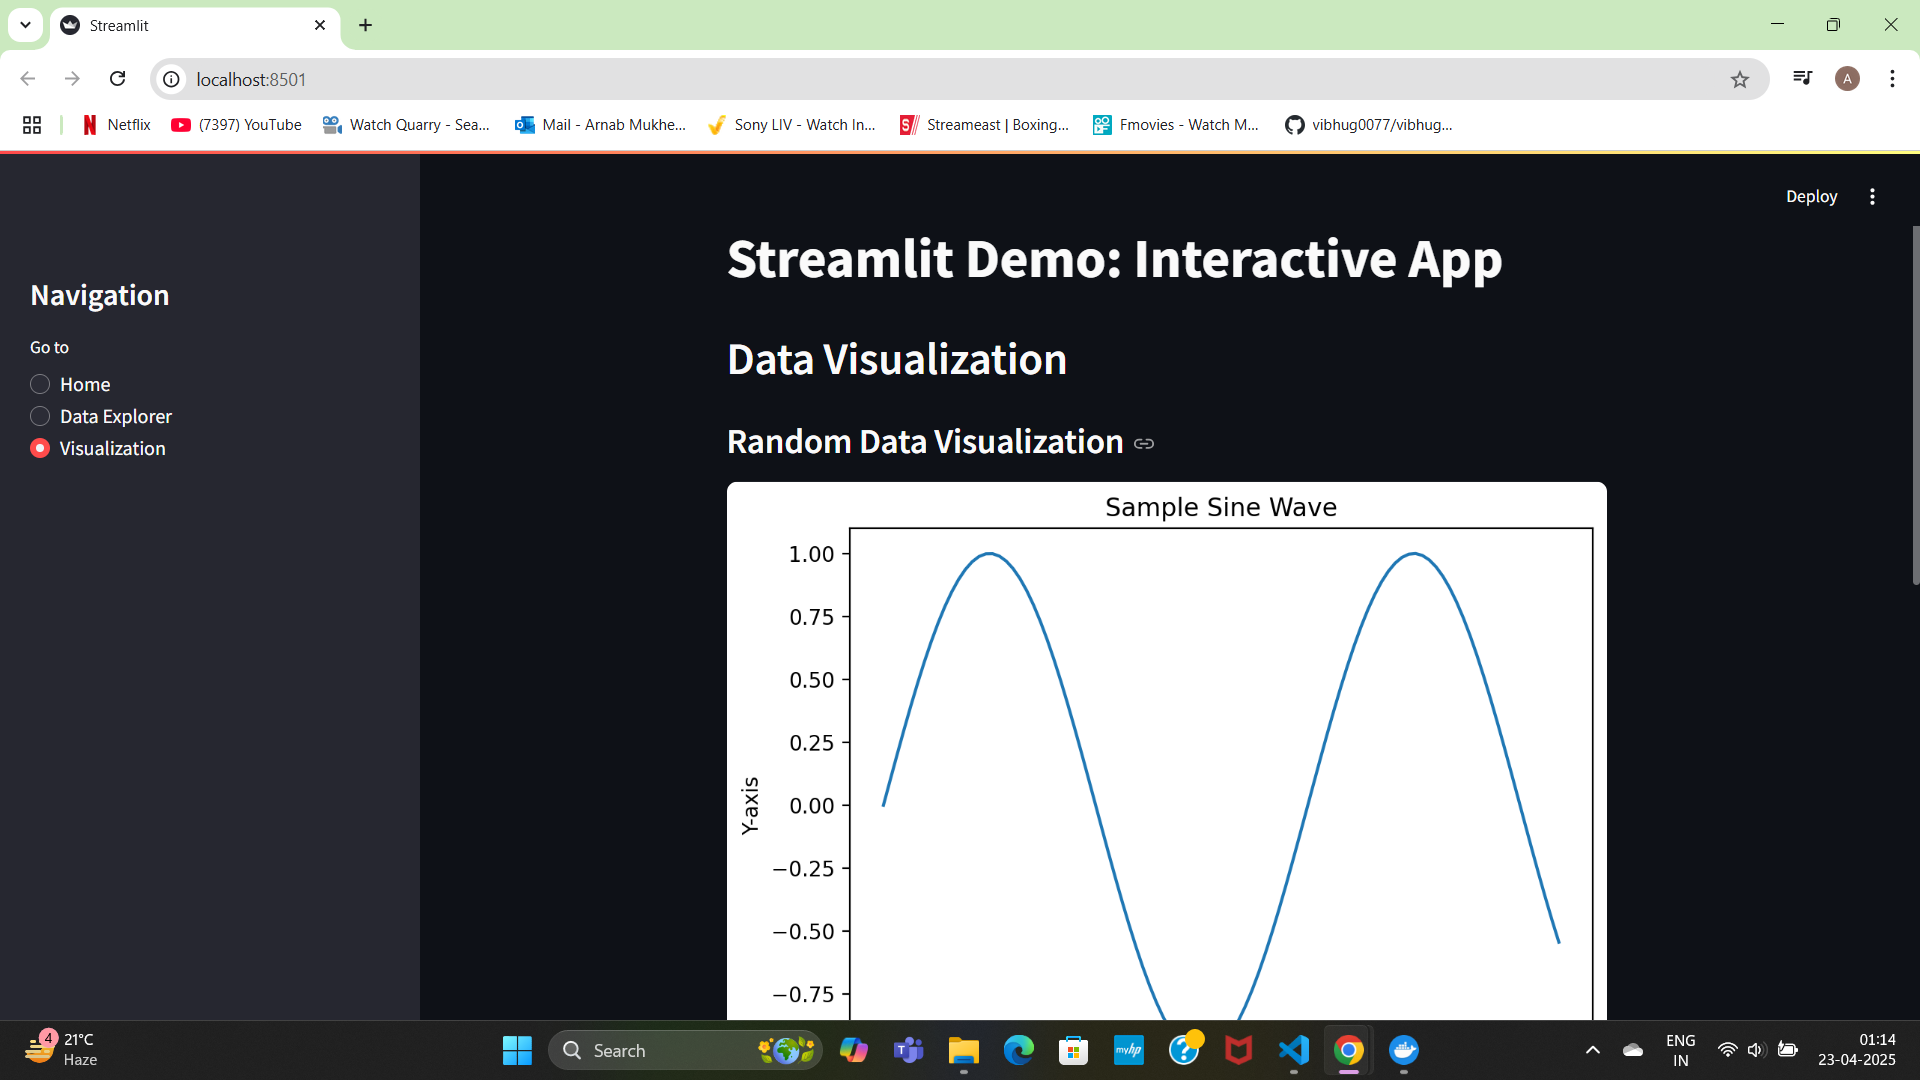 Streamlit
localhost:8501
A
Netflix
(7397) YouTube
Watch Quarry - Sea...
Mail - Arnab Mukhe...
Sony LIV - Watch In...
Streameast | Boxing...
Fmovies - Watch M...
vibhug0077/vibhug...
Deploy
Navigation
Go to
Home
Data Explorer
Visualization
Streamlit Demo: Interactive App
Data Visualization
Random Data Visualization
Sample Sine Wave
1.00
0.75
0.50
0.25
0.00
−0.25
−0.50
−0.75
Y-axis
4
21°C
Haze
Search
myhp
ENG
IN
01:14
23-04-2025